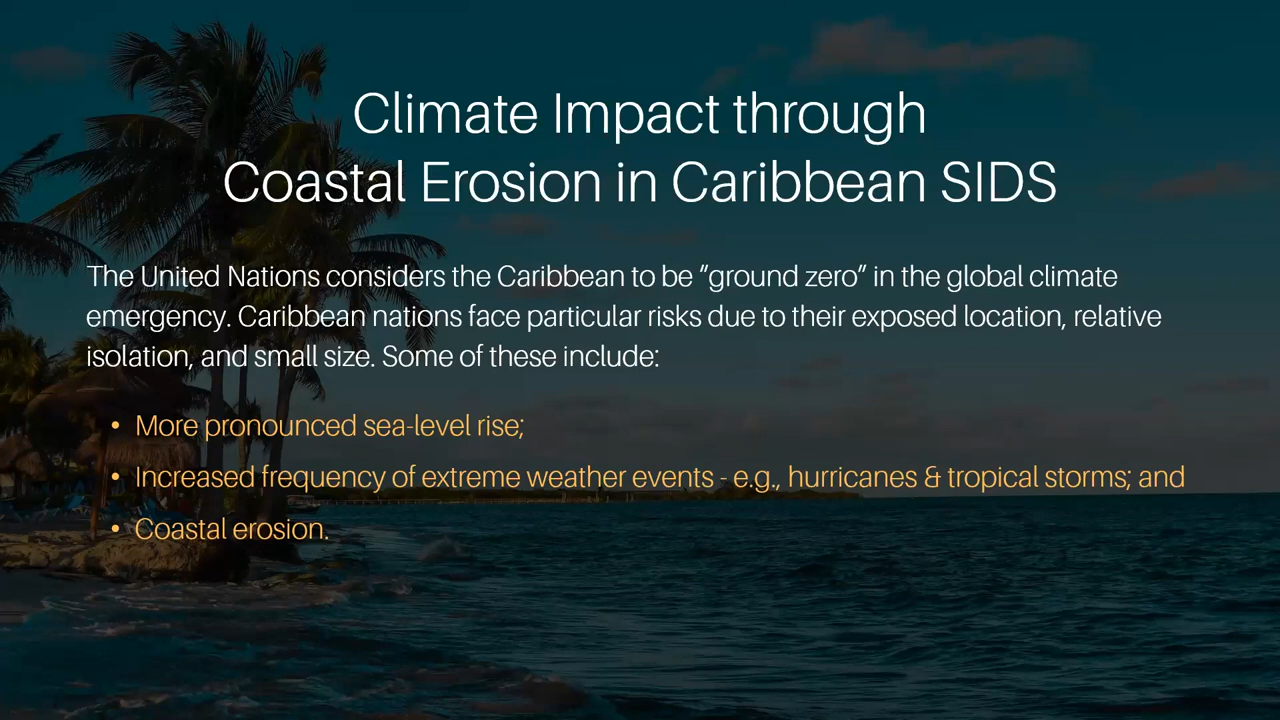 Climate Impact through
Coastal Erosion in Caribbean SIDS
The United Nations considers the Caribbean to be “ground zero” in the global climate
emergency. Caribbean nations face particular risks due to their exposed location, relative
isolation, and small size. Some of these include:
• More pronounced sea-level rise;
• Increased frequency of extreme weather events - e.g., hurricanes & tropical storms; and
• Coastal erosion.